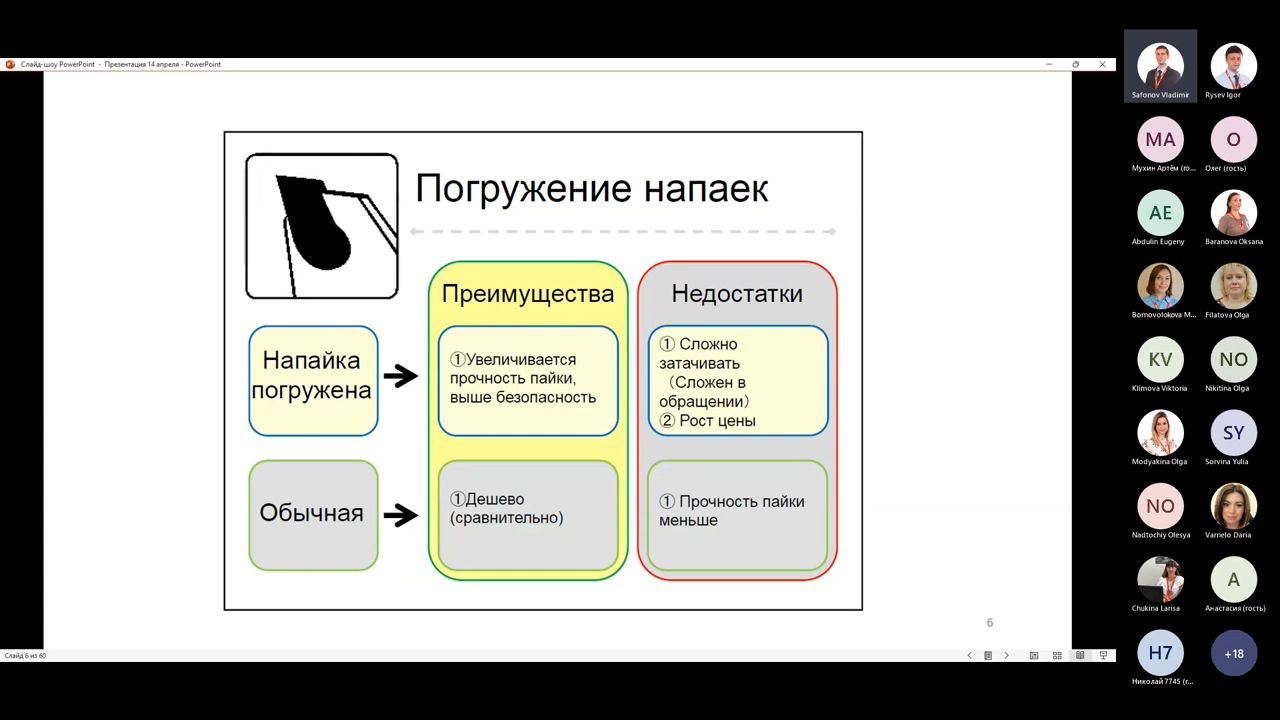 Слайд-шоу PowerPoint - Презентация 14 апреля - PowerPoint
Погружение напаек
Преимущества
Недостатки
Напайка
погружена
①Увеличивается
прочность пайки,
выше безопасность
① Сложно
затачивать
（Сложен в
обращении）
② Рост цены
Обычная
①Дешево
(сравнительно)
① Прочность пайки
меньше
6
Слайд 6 из 60
Safonov Vladimir
Rysev Igor
MA
Мухин Артём (го...
O
Олег (гость)
AE
Abdulin Eugeny
Baranova Oksana
Bornovolokova M...
Filatova Olga
KV
Klimova Viktoria
NO
Nikitina Olga
Modyakina Olga
SY
Sorvina Yulia
NO
Nadtochiy Olesya
Varnelo Daria
Chukina Larisa
A
Анастасия (гость)
H7
Николай 7745 (г...
+18